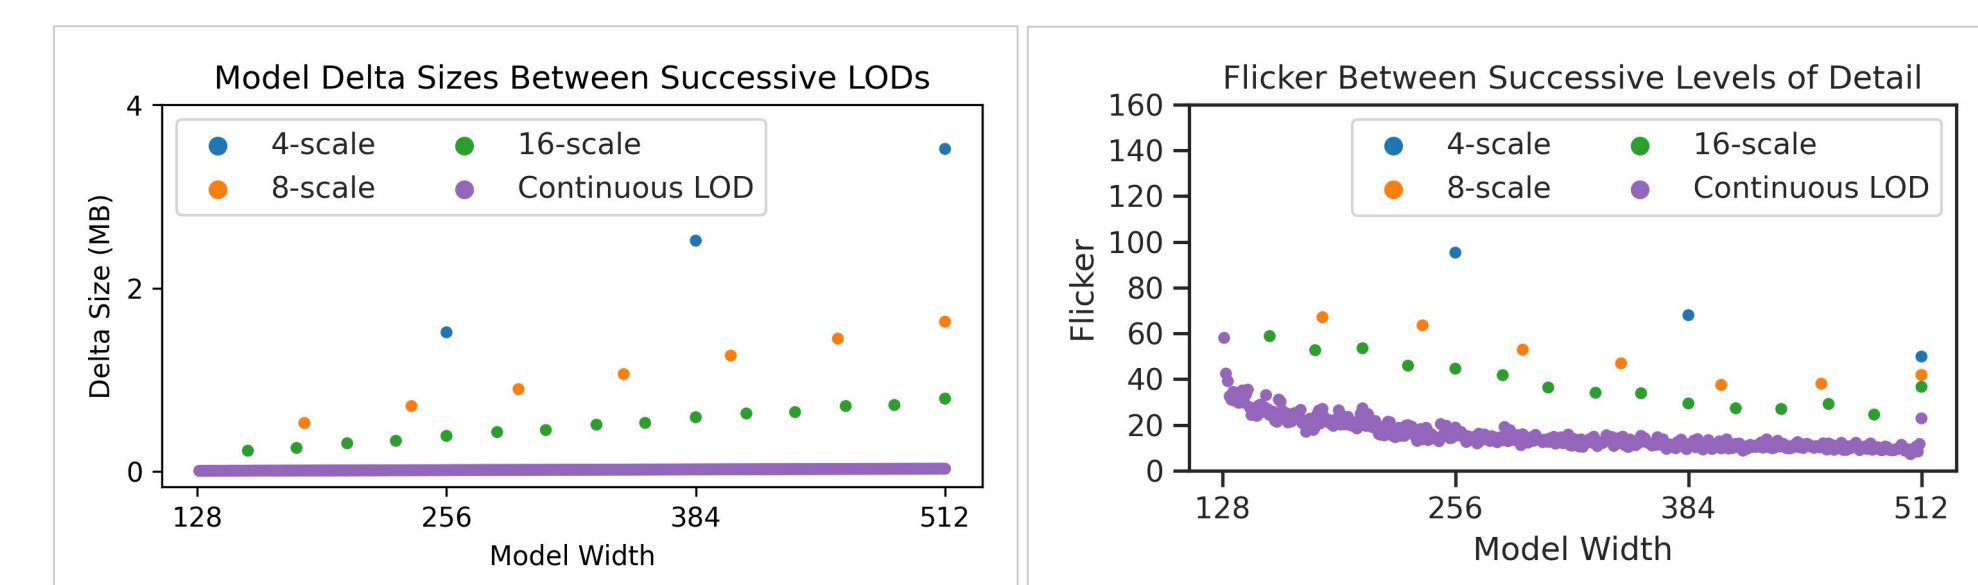 Model Delta Sizes Between Successive LODs
4
2
0
Delta Size (MB)
4-scale
16-scale
8-scale
Continuous LOD
128
256
384
512
Model Width
Flicker Between Successive Levels of Detail
160
140
120
100
80
60
40
20
0
Flicker
4-scale
16-scale
8-scale
Continuous LOD
128
256
384
512
Model Width